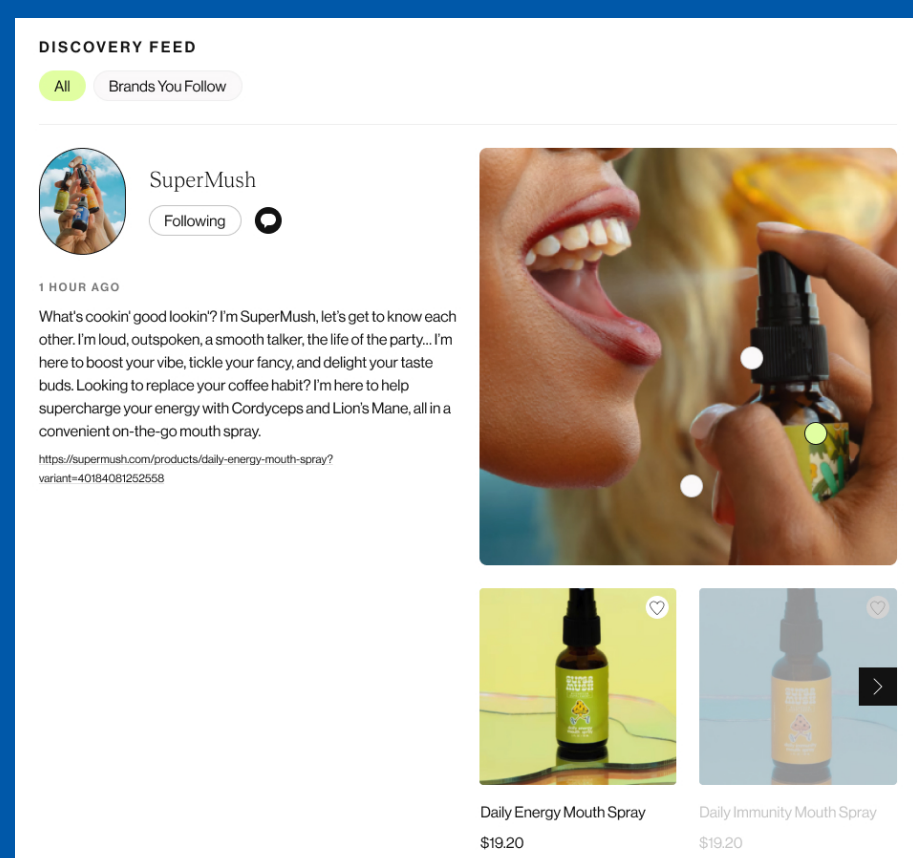 DISCOVERY FEED
All
Brands You Follow
SuperMush
Following
1 HOUR AGO
What's cookin' good lookin'? I'm SuperMush, let's get to know each
other. I'm loud, outspoken, a smooth talker, the life of the party... I'm
here to boost your vibe, tickle your fancy, and delight your taste
buds. Looking to replace your coffee habit? I'm here to help
supercharge your energy with Cordyceps and Lion's Mane, all in a
convenient on-the-go mouth spray.
https://supermush.com/products/daily-energy-mouth-spray?
variant=40184081252558
SUPER
MUSH
SUPER
MUSH
Daily Energy Mouth Spray
Daily Immunity Mouth Spray
$19.20
$19.20